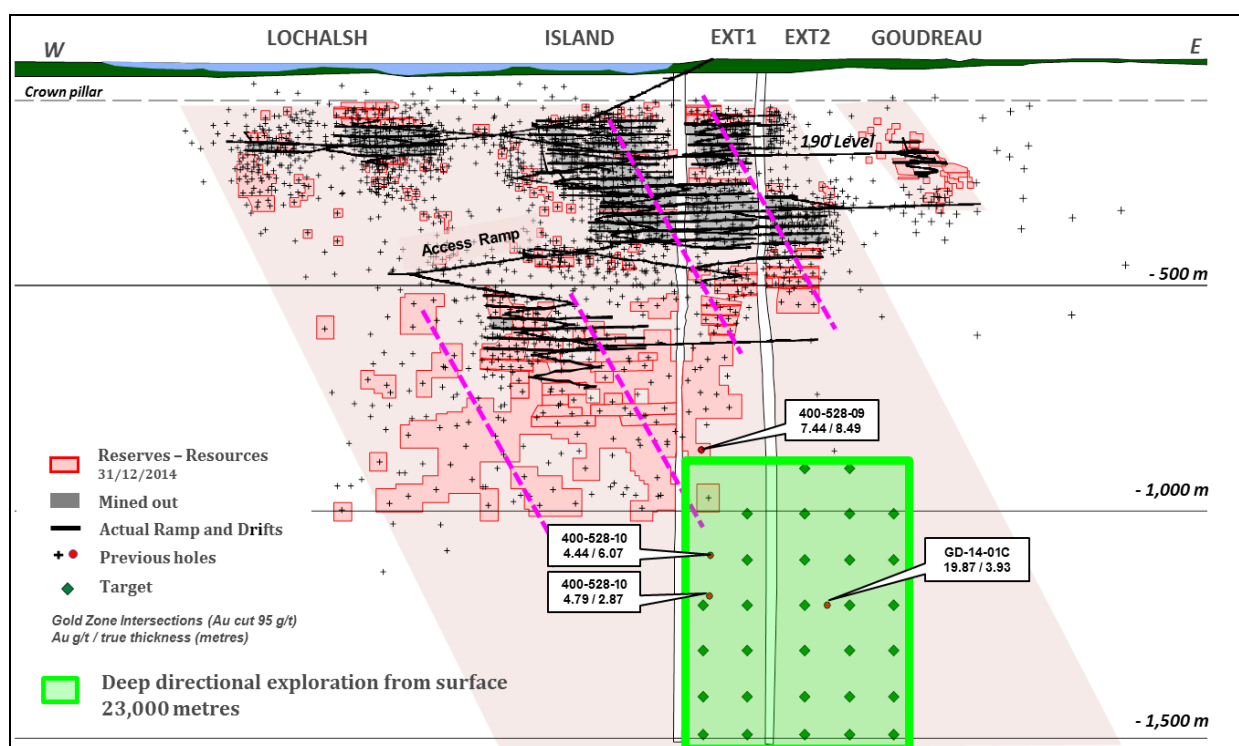 W LOCHALSH ISLAND EXT1 EXT2 GOUDREAU E
Crown pillar
190 Level
Access Ramp
- 500 m
400-528-09
7.44 / 8.49
Reserves – Resources
31/12/2014
Mined out
- 1,000 m
Actual Ramp and Drifts
400-528-10
4.44 / 6.07
GD-14-01C
19.87 / 3.93
Previous holes
400-528-10
4.79 / 2.87
Target
Gold Zone Intersections (Au cut 95 g/t)
Au g/t / true thickness (metres)
Deep directional exploration from surface
23,000 metres
- 1,500 m